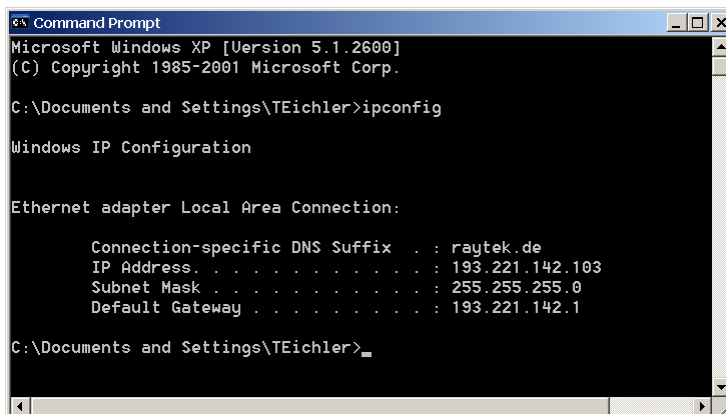 Command Prompt
Microsoft Windows XP [Version 5.1.2600]
(C) Copyright 1985-2001 Microsoft Corp.
C:\Documents and Settings\TEichler>ipconfig
Windows IP Configuration
Ethernet adapter Local Area Connection:
Connection-specific DNS Suffix . : raytek.de
IP Address. . . . . . . . . . . . : 193.221.142.103
Subnet Mask . . . . . . . . . . . : 255.255.255.0
Default Gateway . . . . . . . . . : 193.221.142.1
C:\Documents and Settings\TEichler>_